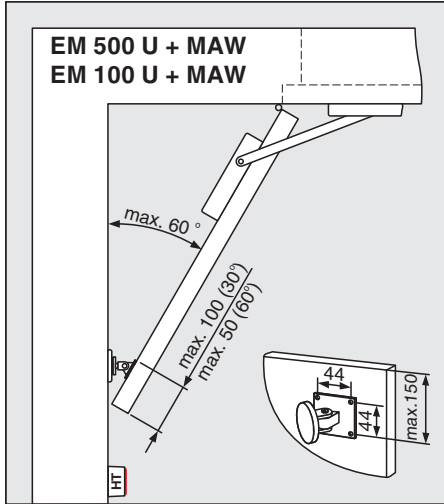 EM 500 U + MAW
EM 100 U + MAW
max. 60 °
max. 100 (30°)
max. 50 (60°)
44
44
max.150
HT